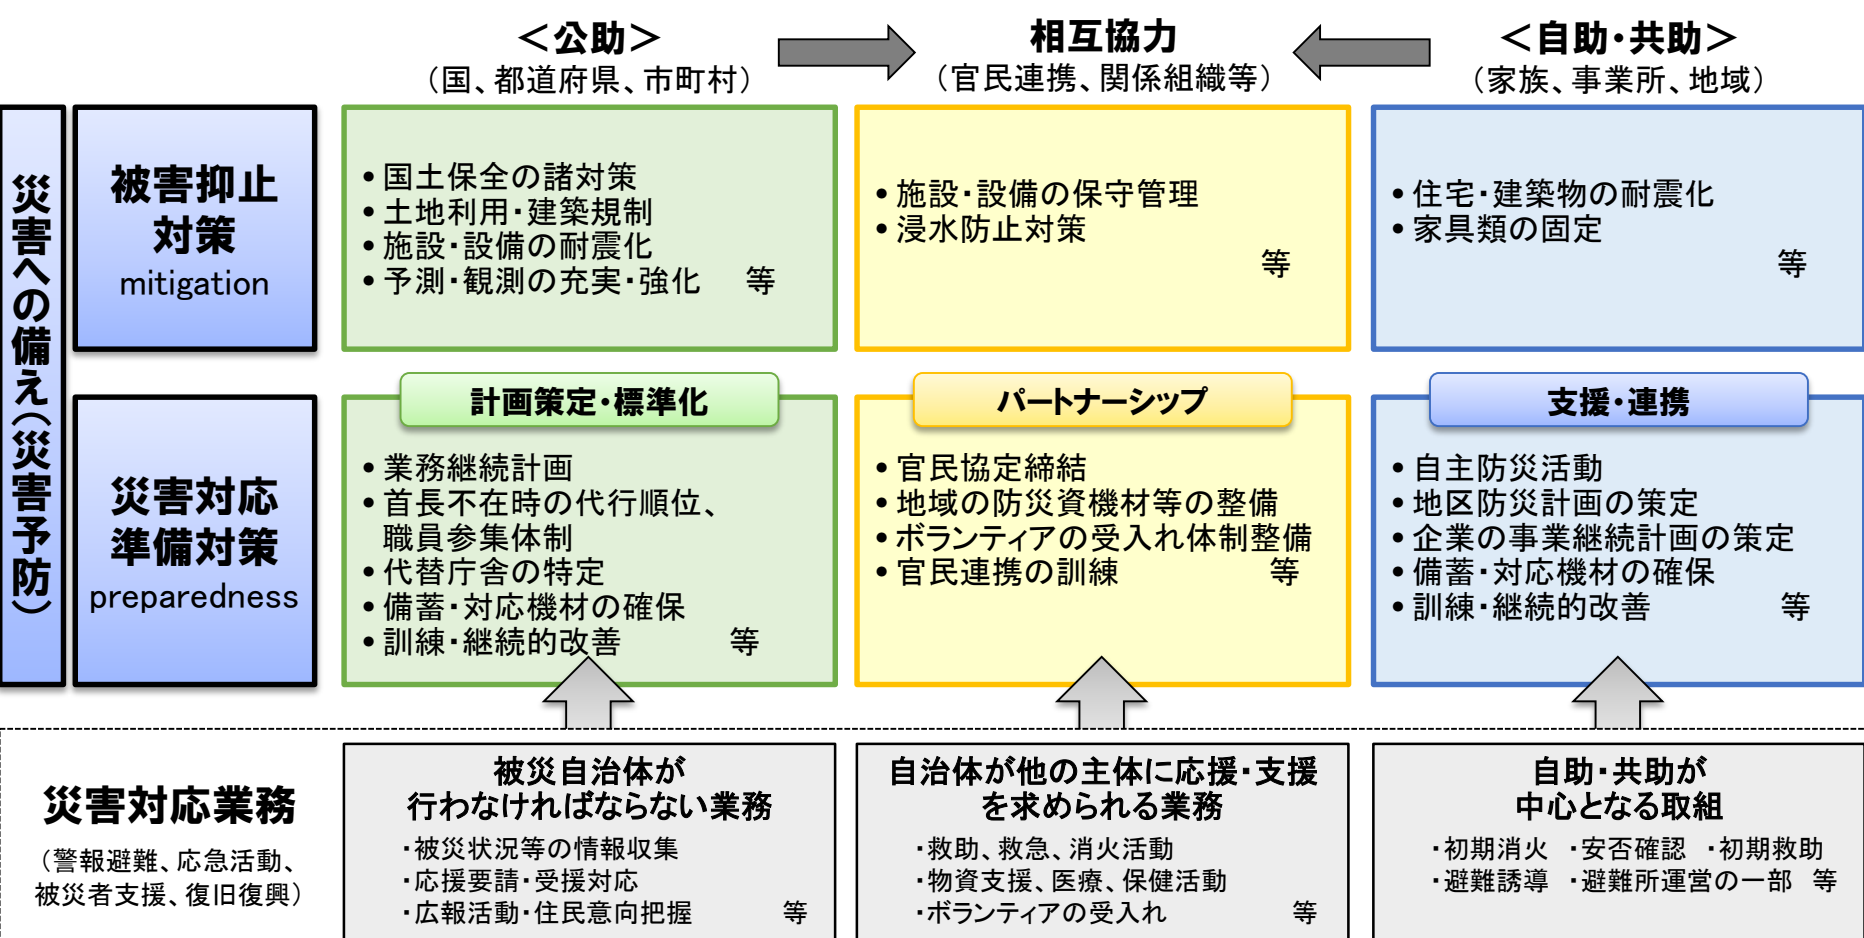 ＜公助＞
（国、都道府県、市町村）
相互協力
（官民連携、関係組織等）
＜自助・共助＞
（家族、事業所、地域）
災害への備え（災害予防）
被害抑止
対策
mitigation
・国土保全の諸対策
・土地利用・建築規制
・施設・設備の耐震化
・予測・観測の充実・強化　等
・施設・設備の保守管理
・浸水防止対策
等
・住宅・建築物の耐震化
・家具類の固定
等
災害対応
準備対策
preparedness
計画策定・標準化
・業務継続計画
・首長不在時の代行順位、
職員参集体制
・代替庁舎の特定
・備蓄・対応機材の確保
・訓練・継続的改善　等
パートナーシップ
・官民協定締結
・地域の防災資機材等の整備
・ボランティアの受入れ体制整備
・官民連携の訓練　等
支援・連携
・自主防災活動
・地区防災計画の策定
・企業の事業継続計画の策定
・備蓄・対応機材の確保
・訓練・継続的改善　等
災害対応業務
（警報避難、応急活動、
被災者支援、復旧復興）
被災自治体が
行わなければならない業務
・被災状況等の情報収集
・応援要請・受援対応
・広報活動・住民意向把握　等
自治体が他の主体に応援・支援
を求められる業務
・救助、救急、消火活動
・物資支援、医療、保健活動
・ボランティアの受入れ　等
自助・共助が
中心となる取組
・初期消火　・安否確認　・初期救助
・避難誘導　・避難所運営の一部　等